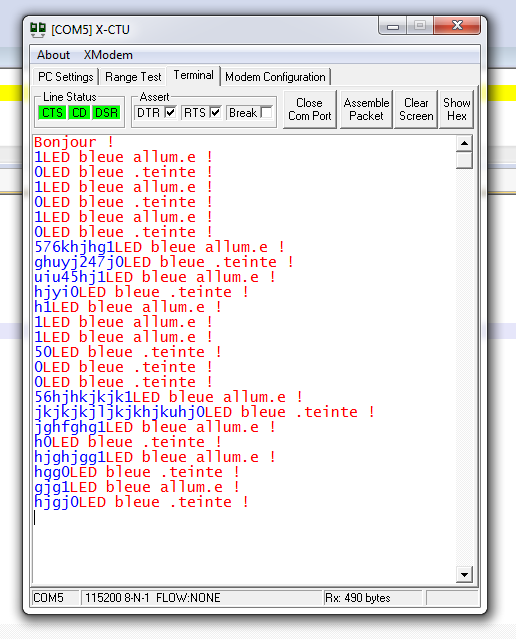 [COM5] X-CTU
About XModem
PC Settings Range Test Terminal Modem Configuration
Line Status Assert
CTS CD DSR DTR RTS Break
Close Com Port
Assemble Packet
Clear Screen
Show Hex
Bonjour !
1LED bleue allum.e !
0LED bleue .teinte !
1LED bleue allum.e !
0LED bleue .teinte !
1LED bleue allum.e !
0LED bleue .teinte !
576khjhg1LED bleue allum.e !
ghuyj247j0LED bleue .teinte !
uiu45hj1LED bleue allum.e !
hjyi0LED bleue .teinte !
h1LED bleue allum.e !
1LED bleue allum.e !
1LED bleue allum.e !
50LED bleue .teinte !
0LED bleue .teinte !
0LED bleue .teinte !
56hjhkjkjk1LED bleue allum.e !
jkjkjkjljkjkhjkuhj0LED bleue .teinte !
jghfghg1LED bleue allum.e !
h0LED bleue .teinte !
hjghjgg1LED bleue allum.e !
hgg0LED bleue .teinte !
gjg1LED bleue allum.e !
hjgj0LED bleue .teinte !
COM5 115200 8-N-1 FLOW:NONE Rx: 490 bytes